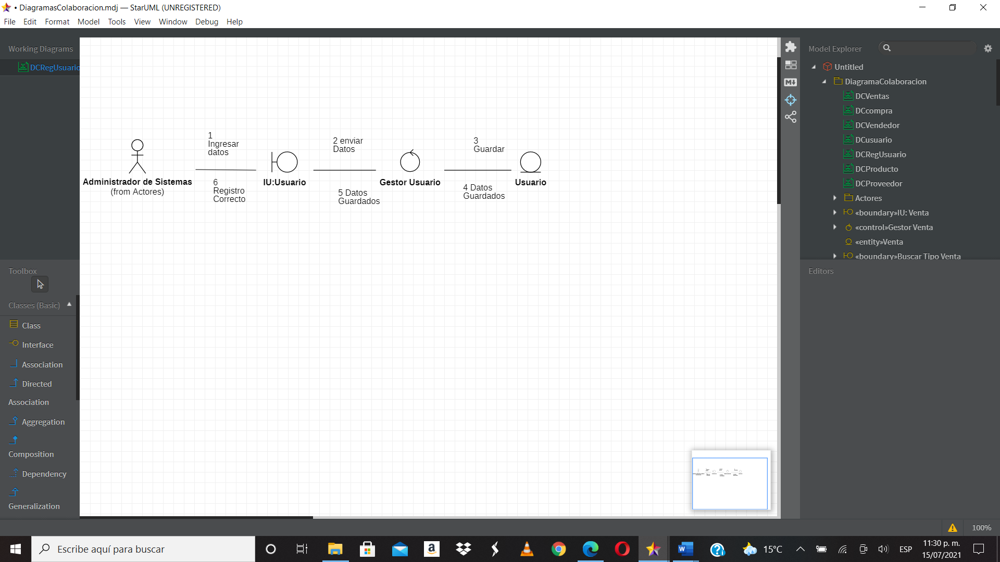 • DiagramasColaboracion.mdj — StarUML (UNREGISTERED)
File Edit Format Model Tools View Window Debug Help
Working Diagrams
DCRegUsuario
Toolbox
Classes (Basic)
Class
Interface
Association
Directed
Association
Aggregation
Composition
Dependency
Generalization
1
Ingresar
datos
2 enviar
Datos
3
Guardar
Administrador de Sistemas
(from Actores)
6
Registro
Correcto
IU:Usuario
5 Datos
Guardados
Gestor Usuario
4 Datos
Guardados
Usuario
Model Explorer
Untitled
DiagramaColaboracion
DCVentas
DCcompra
DCVendedor
DCusuario
DCRegUsuario
DCProducto
DCProveedor
Actores
«boundary»IU: Venta
«control»Gestor Venta
«entity»Venta
«boundary»Buscar Tipo Venta
Editors
100%
Escribe aquí para buscar
15°C
ESP
11:30 p. m.
15/07/2021